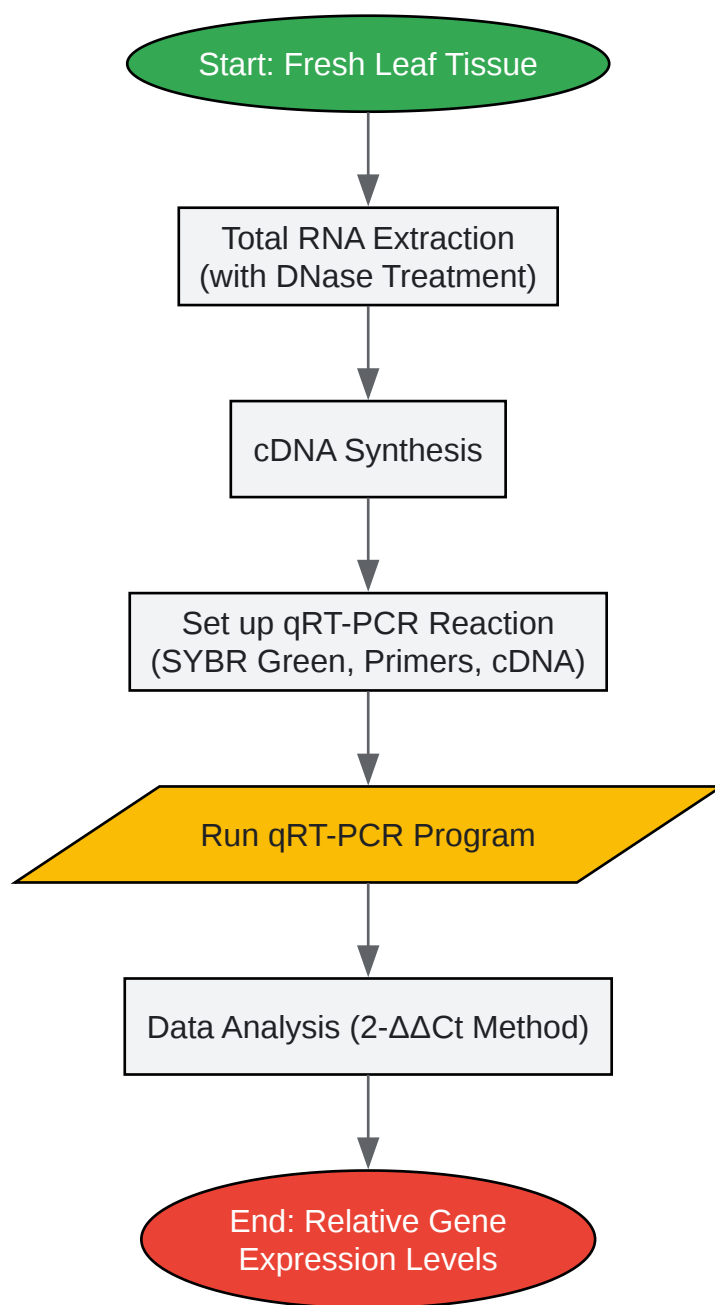 Start: Fresh Leaf Tissue
Total RNA Extraction
(with DNase Treatment)
cDNA Synthesis
Set up qRT-PCR Reaction
(SYBR Green, Primers, cDNA)
Run qRT-PCR Program
Data Analysis (2-ΔΔCt Method)
End: Relative Gene
Expression Levels